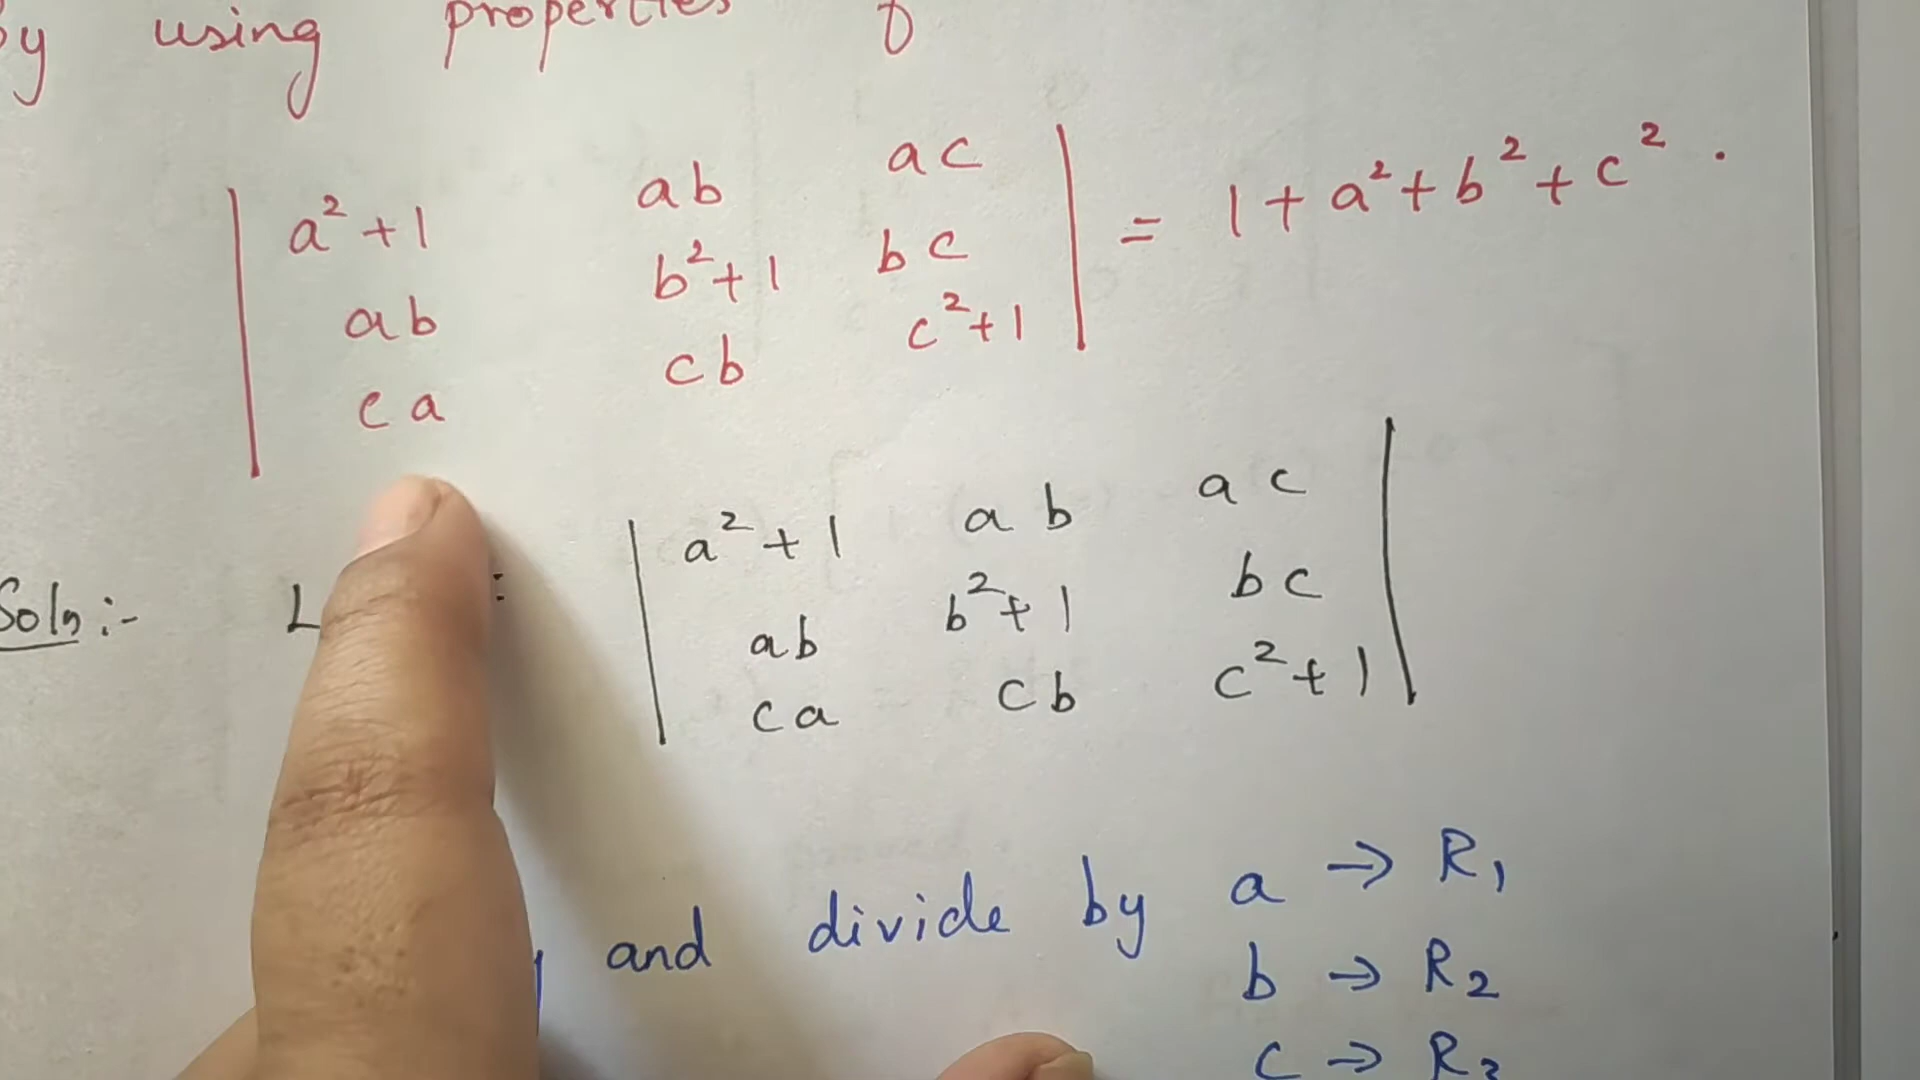 by using properties of
| a²+1 ab ac |
| ab b²+1 bc | = 1 + a² + b² + c² .
| ca cb c²+1 |
Soln:- L =
| a²+1 ab ac |
| ab b²+1 bc |
| ca cb c²+1 |
and divide by a → R₁
b → R₂
c → R₃